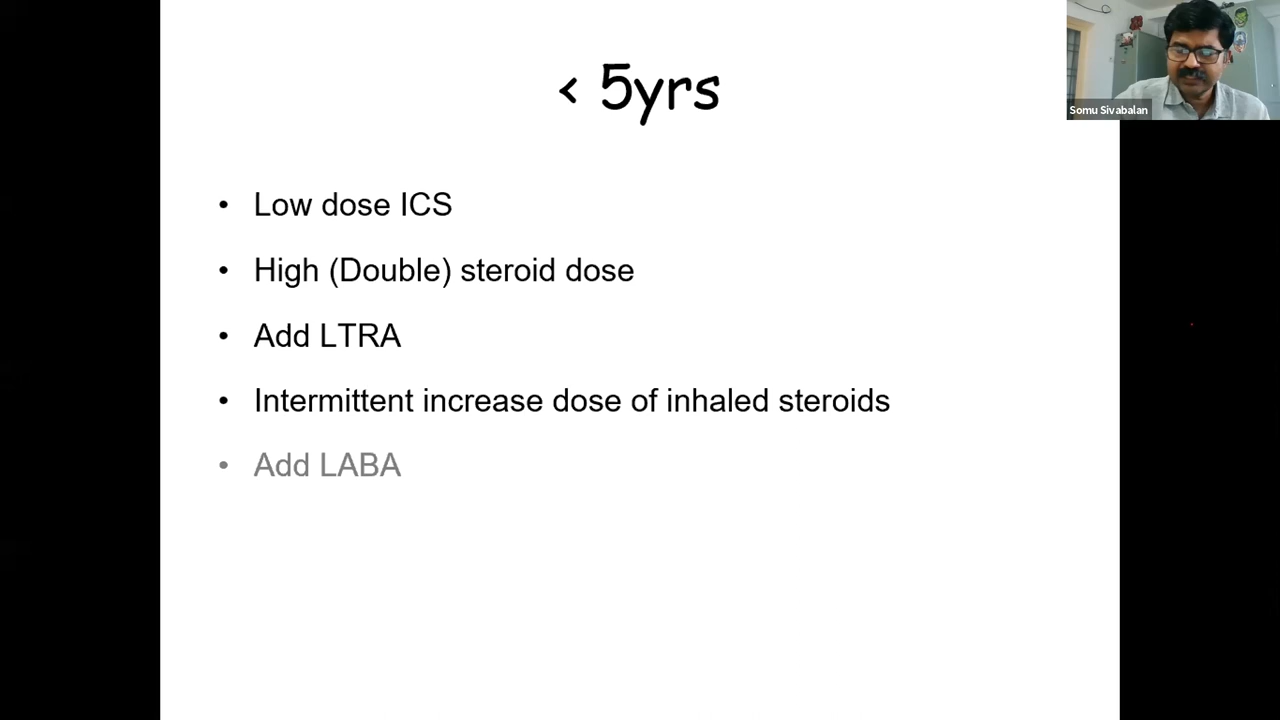 < 5yrs
Somu Sivabalan
• Low dose ICS
• High (Double) steroid dose
• Add LTRA
• Intermittent increase dose of inhaled steroids
• Add LABA